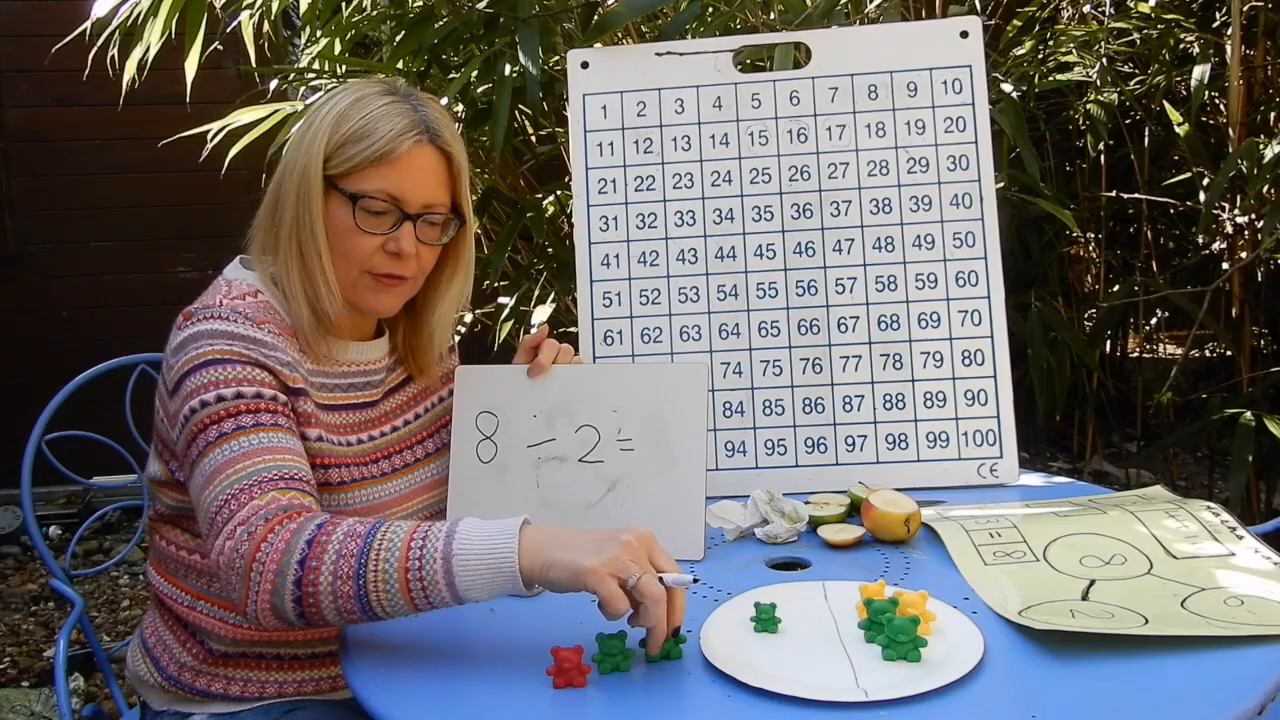 1 2 3 4 5 6 7 8 9 10
11 12 13 14 15 16 17 18 19 20
21 22 23 24 25 26 27 28 29 30
31 32 33 34 35 36 37 38 39 40
41 42 43 44 45 46 47 48 49 50
51 52 53 54 55 56 57 58 59 60
61 62 63 64 65 66 67 68 69 70
74 75 76 77 78 79 80
84 85 86 87 88 89 90
94 95 96 97 98 99 100
CE
8 ÷ 2 =
3 = 8
8
2 6